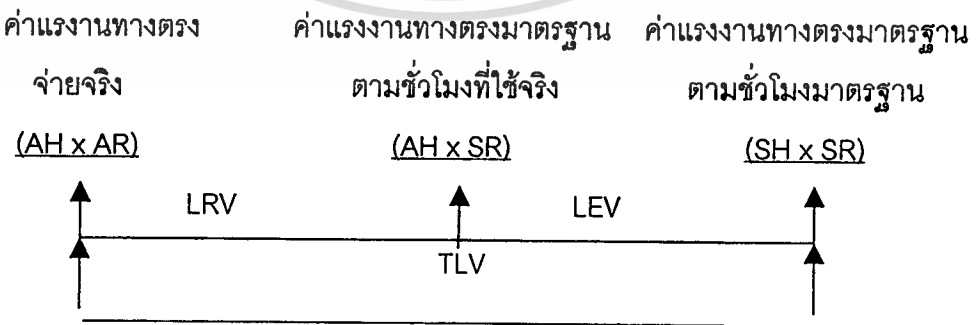 ค่าแรงานทางตรง ค่าแรงงานทางตรงมาตรฐาน ค่าแรงงานทางตรงมาตรฐาน
จ่ายจริง ตามชั่วโมงที่ใช้จริง ตามชั่วโมงมาตรฐาน
(AH x AR) (AH x SR) (SH x SR)
LRV LEV
TLV